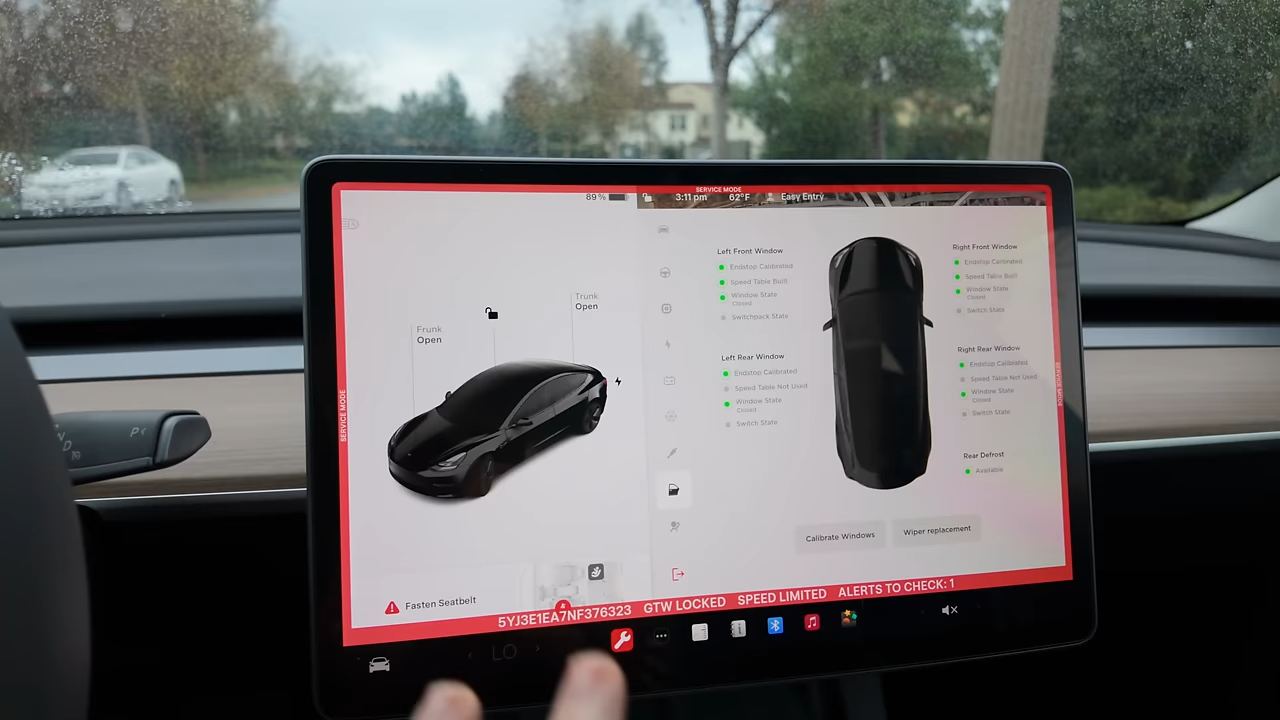 SERVICE MODE
89%
3:11 pm 62°F Easy Entry
Left Front Window
Endstop Calibrated
Speed Table Built
Window State
Closed
Switchpack State
Left Rear Window
Endstop Calibrated
Speed Table Not Used
Window State
Closed
Switch State
Right Front Window
Endstop Calibrated
Speed Table Built
Window State
Closed
Switch State
Right Rear Window
Endstop Calibrated
Speed Table Not Used
Window State
Closed
Switch State
Rear Defrost
Available
Trunk
Open
Frunk
Open
SERVICE MODE
SERVICE MODE
Calibrate Windows
Wiper replacement
Fasten Seatbelt
5YJ3E1EA7NF376323 GTW LOCKED SPEED LIMITED ALERTS TO CHECK: 1
LO
P
N
D